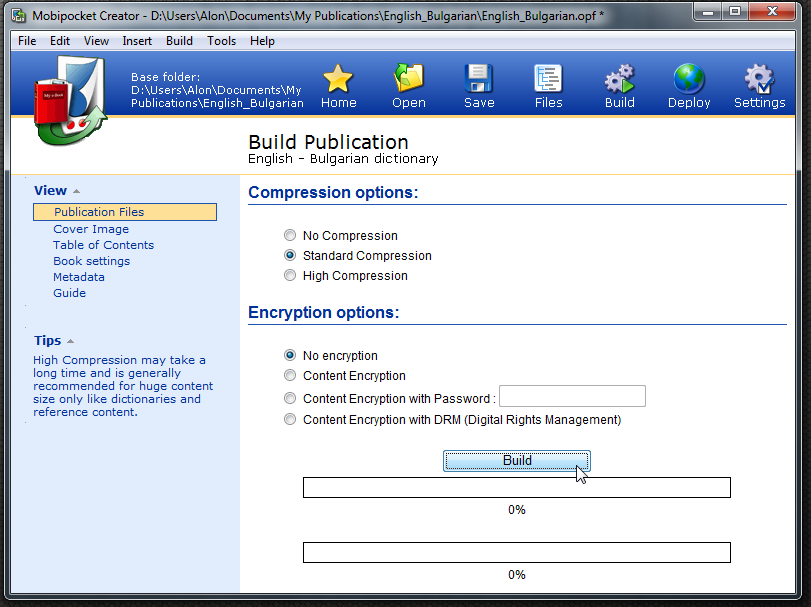 Mobipocket Creator - D:\Users\Alon\Documents\My Publications\English_Bulgarian\English_Bulgarian.opf *
File Edit View Insert Build Tools Help
My e-Book
Base folder:
D:\Users\Alon\Documents\My
Publications\English_Bulgarian
Home Open Save Files Build Deploy Settings
Build Publication
English - Bulgarian dictionary
View
Publication Files
Cover Image
Table of Contents
Book settings
Metadata
Guide
Tips
High Compression may take a
long time and is generally
recommended for huge content
size only like dictionaries and
reference content.
Compression options:
No Compression
Standard Compression
High Compression
Encryption options:
No encryption
Content Encryption
Content Encryption with Password :
Content Encryption with DRM (Digital Rights Management)
Build
0%
0%